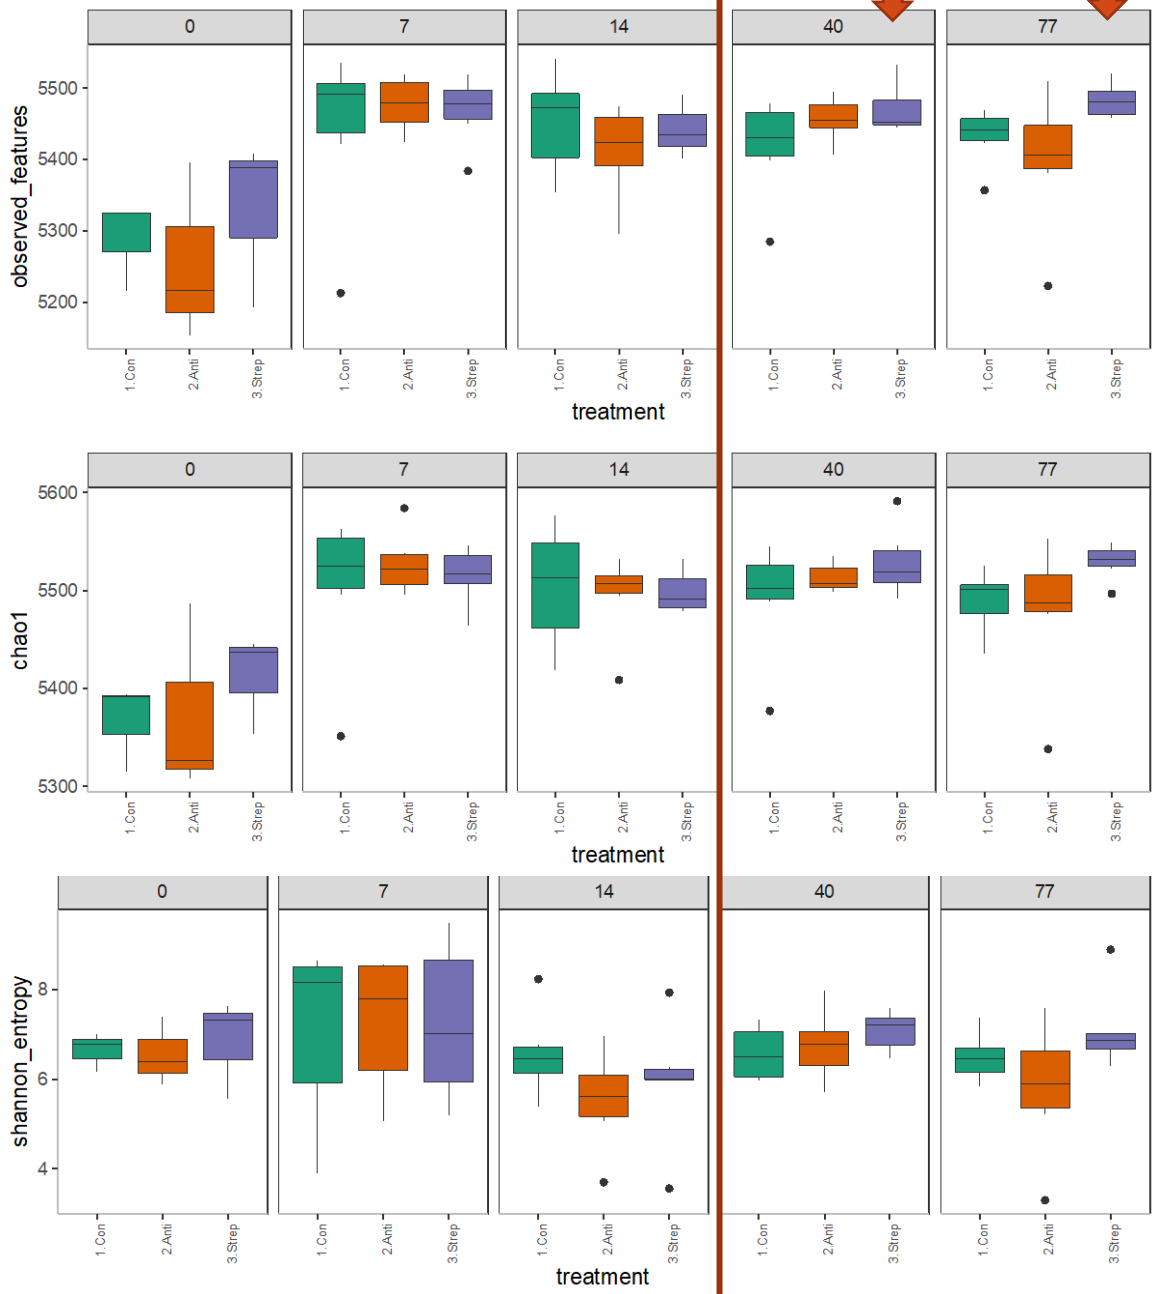 0 7 14 40 77
observed_features
5500
5400
5300
5200
1.Con 2.Anti 3.Strep 1.Con 2.Anti 3.Strep 1.Con 2.Anti 3.Strep 1.Con 2.Anti 3.Strep 1.Con 2.Anti 3.Strep
treatment
0 7 14 40 77
chao1
5600
5500
5400
5300
1.Con 2.Anti 3.Strep 1.Con 2.Anti 3.Strep 1.Con 2.Anti 3.Strep 1.Con 2.Anti 3.Strep 1.Con 2.Anti 3.Strep
treatment
0 7 14 40 77
shannon_entropy
8
6
4
1.Con 2.Anti 3.Strep 1.Con 2.Anti 3.Strep 1.Con 2.Anti 3.Strep 1.Con 2.Anti 3.Strep 1.Con 2.Anti 3.Strep
treatment